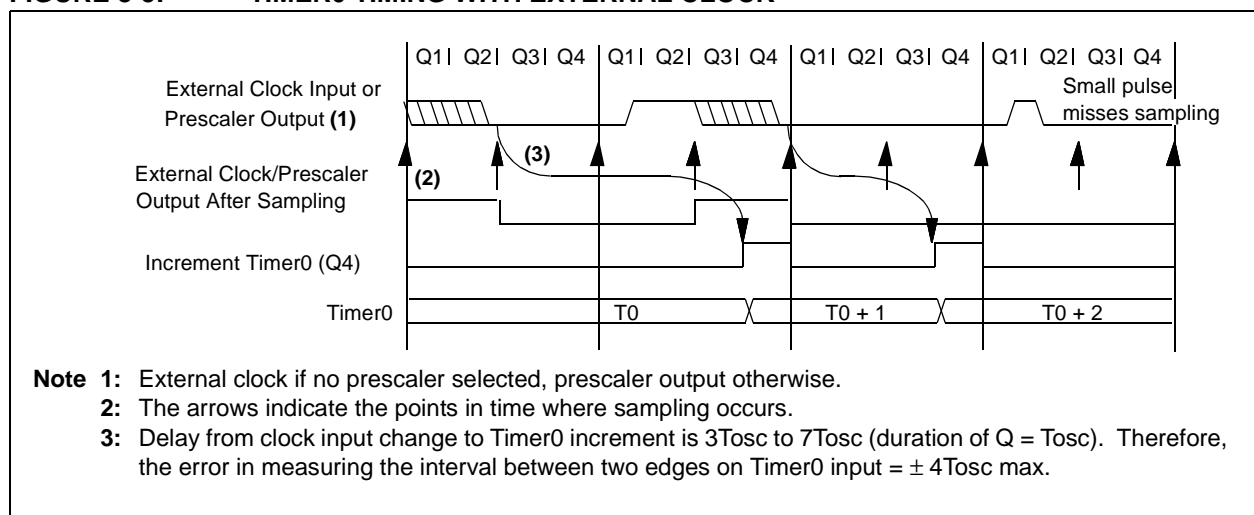 Q1 Q2 Q3 Q4 Q1 Q2 Q3 Q4 Q1 Q2 Q3 Q4 Q1 Q2 Q3 Q4
External Clock Input or
Prescaler Output (1)
Small pulse
misses sampling
(3)
External Clock/Prescaler
Output After Sampling
(2)
Increment Timer0 (Q4)
Timer0
T0
T0 + 1
T0 + 2
Note 1: External clock if no prescaler selected, prescaler output otherwise.
2: The arrows indicate the points in time where sampling occurs.
3: Delay from clock input change to Timer0 increment is 3Tosc to 7Tosc (duration of Q = Tosc). Therefore,
the error in measuring the interval between two edges on Timer0 input = ± 4Tosc max.